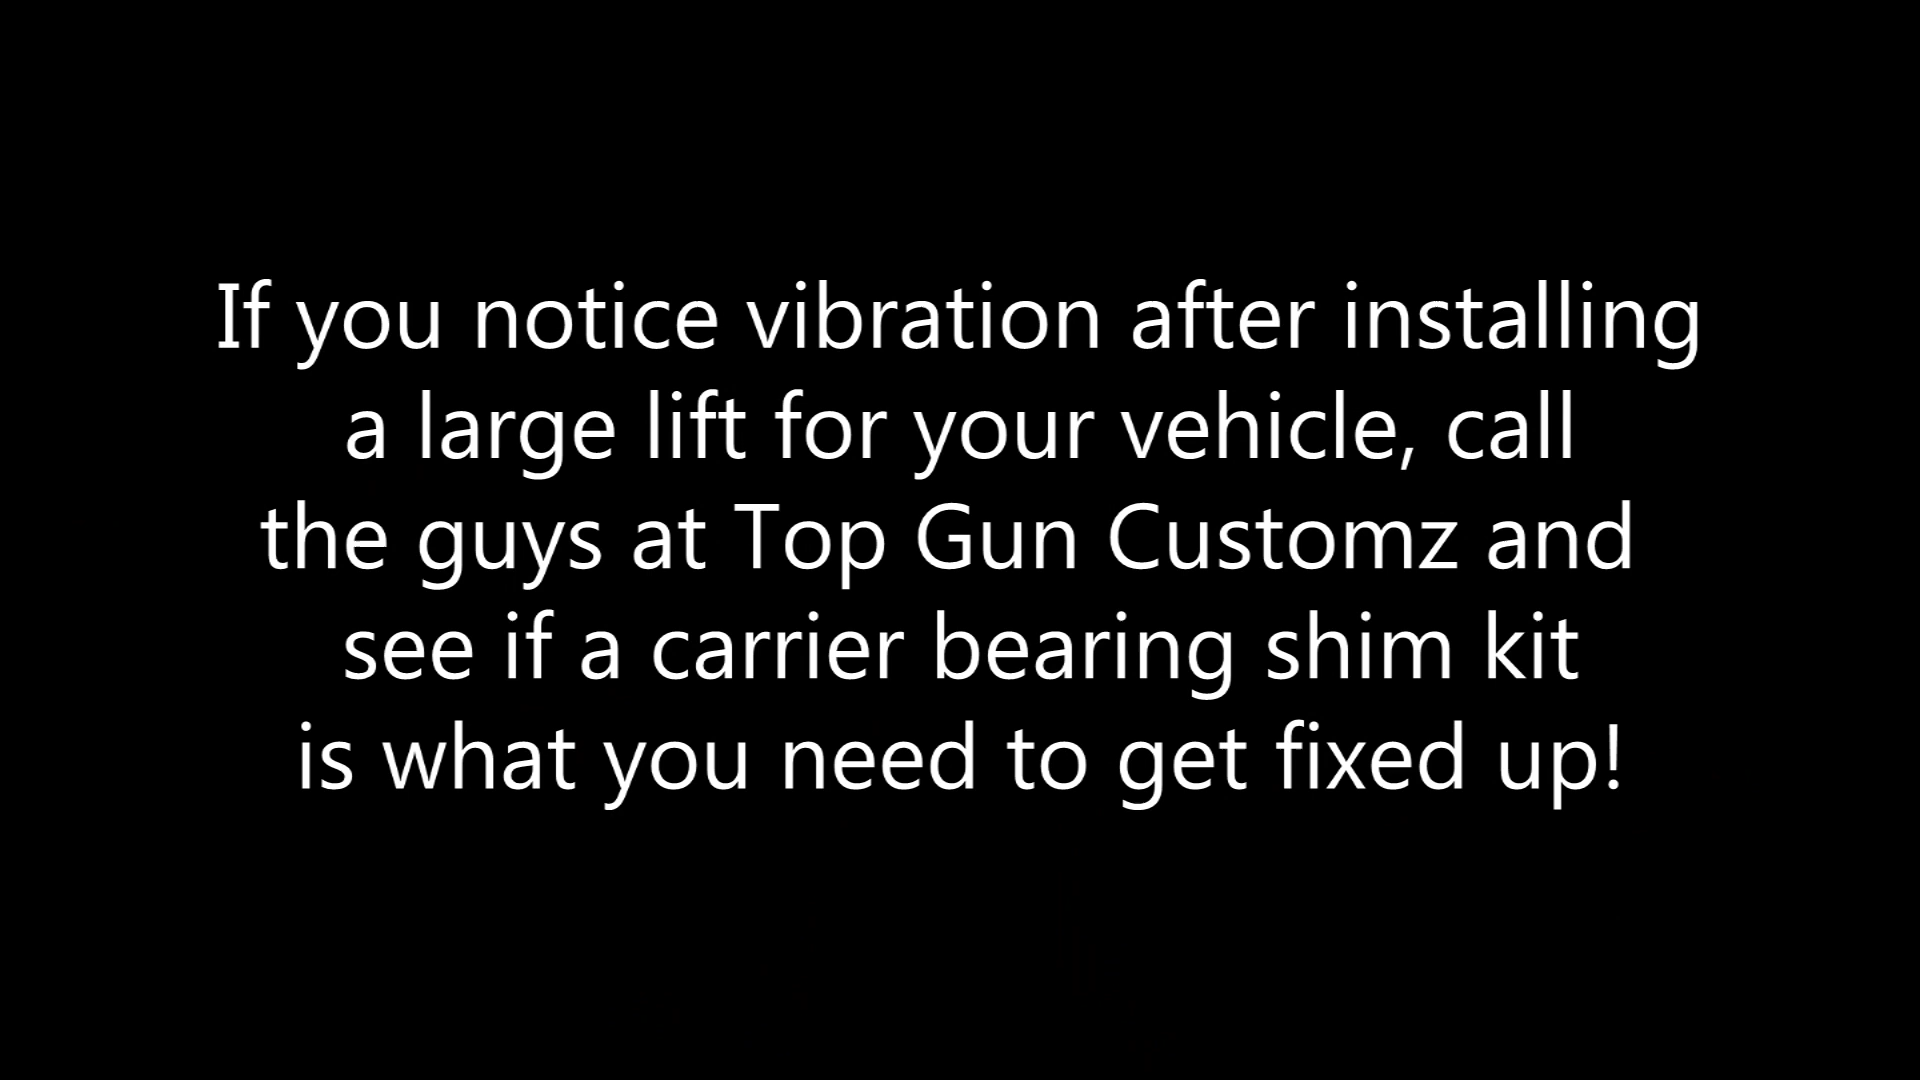 If you notice vibration after installing
a large lift for your vehicle, call
the guys at Top Gun Customz and
see if a carrier bearing shim kit
is what you need to get fixed up!